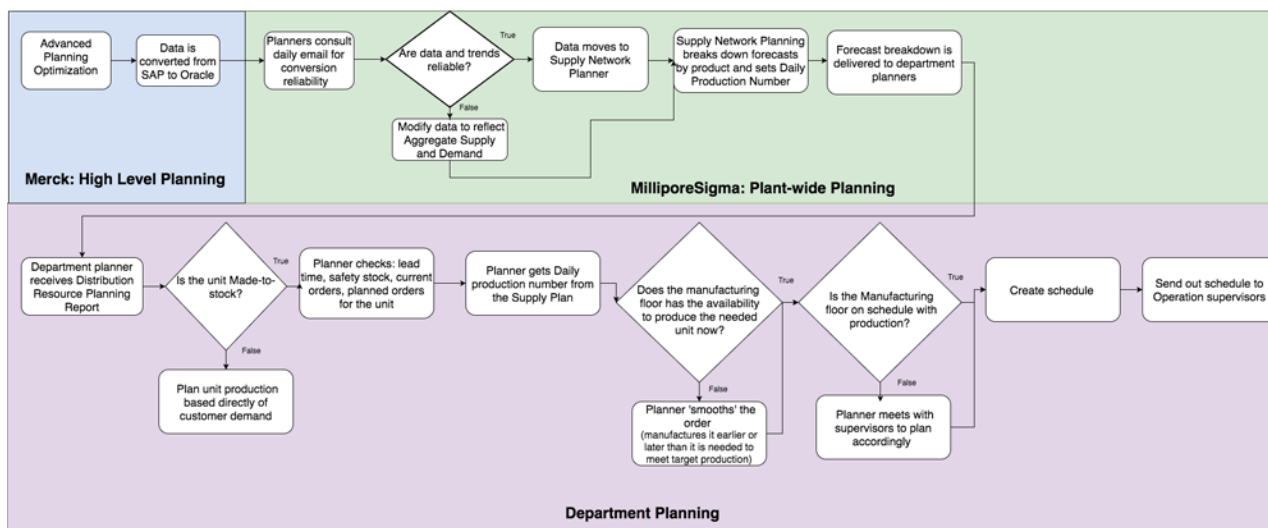 Advanced
Planning
Optimization
Data is
converted from
SAP to Oracle
Planners consult
daily email for
conversion
reliability
Are data and trends
reliable?
True
False
Modify data to reflect
Aggregate Supply
and Demand
Data moves to
Supply Network
Planner
Supply Network Planning
breaks down forecasts
by product and sets Daily
Production Number
Forecast breakdown is
delivered to department
planners
Merck: High Level Planning
MilliporeSigma: Plant-wide Planning
Department planner
receives Distribution
Resource Planning
Report
Is the unit Made-to-
stock?
True
False
Plan unit production
based directly of
customer demand
Planner checks: lead
time, safety stock, current
orders, planned orders
for the unit
Planner gets Daily
production number from
the Supply Plan
Does the manufacturing
floor has the availability
to produce the needed
unit now?
True
False
Planner 'smooths' the
order
(manufactures it earlier or
later than it is needed to
meet target production)
Is the Manufacturing
floor on schedule with
production?
True
False
Planner meets with
supervisors to plan
accordingly
Create schedule
Send out schedule to
Operation supervisors
Department Planning